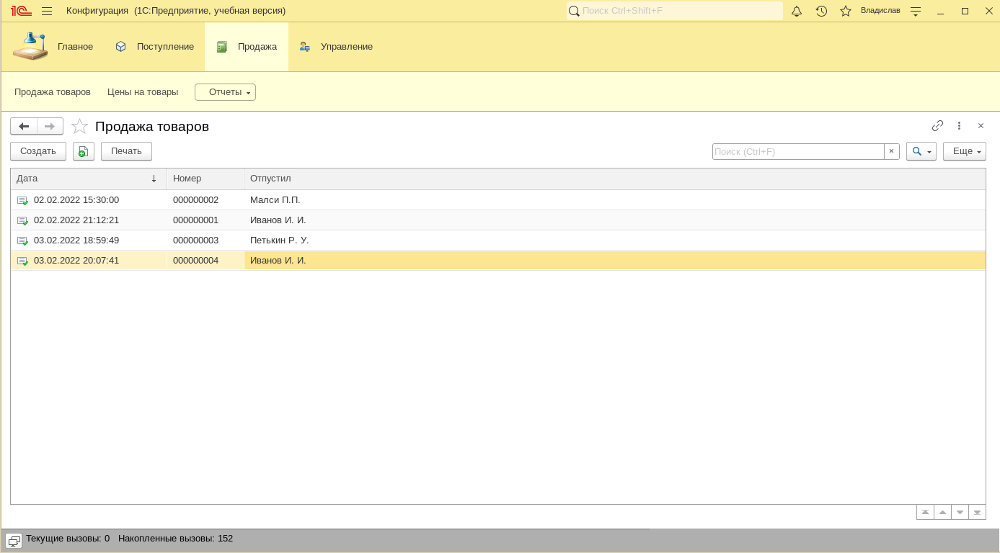 1С Конфигурация (1С:Предприятие, учебная версия) Поиск Ctrl+Shift+F Владислав
Главное Поступление Продажа Управление
Продажа товаров Цены на товары Отчеты
Продажа товаров
Создать Печать Поиск (Ctrl+F) × Еще
Дата ↓ Номер Отпустил
02.02.2022 15:30:00 000000002 Малси П.П.
02.02.2022 21:12:21 000000001 Иванов И. И.
03.02.2022 18:59:49 000000003 Петькин Р. У.
03.02.2022 20:07:41 000000004 Иванов И. И.
Текущие вызовы: 0 Накопленные вызовы: 152